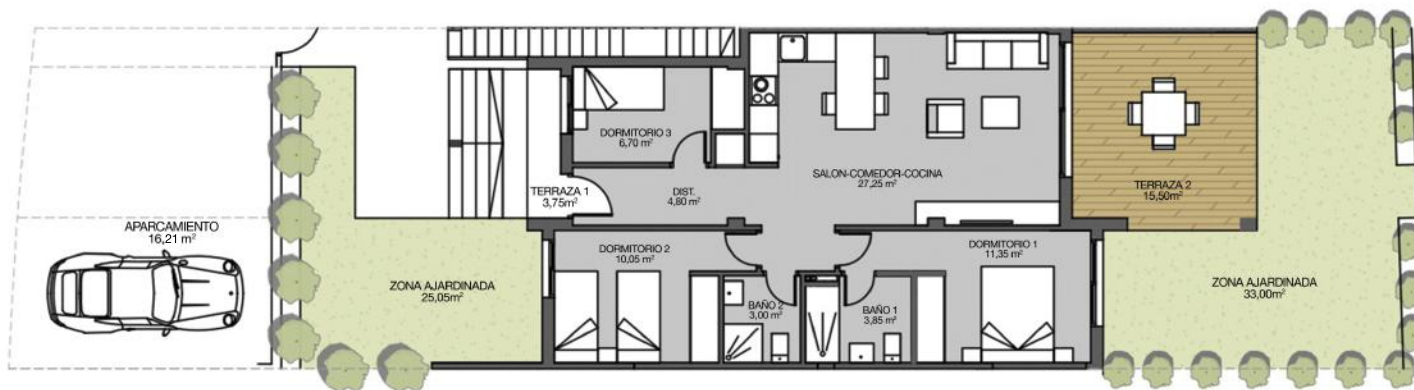 DORMITORIO 3
6,70 m²
SALON-COMEDOR-COCINA
27,25 m²
TERRAZA 1
3,75m²
DIST.
4,80 m²
TERRAZA 2
15,50m²
APARCAMIENTO
16,21 m²
DORMITORIO 2
10,05 m²
DORMITORIO 1
11,35 m²
ZONA AJARDINADA
25,05m²
BAÑO 2
3,00 m²
BAÑO 1
3,85 m²
ZONA AJARDINADA
33,00m²